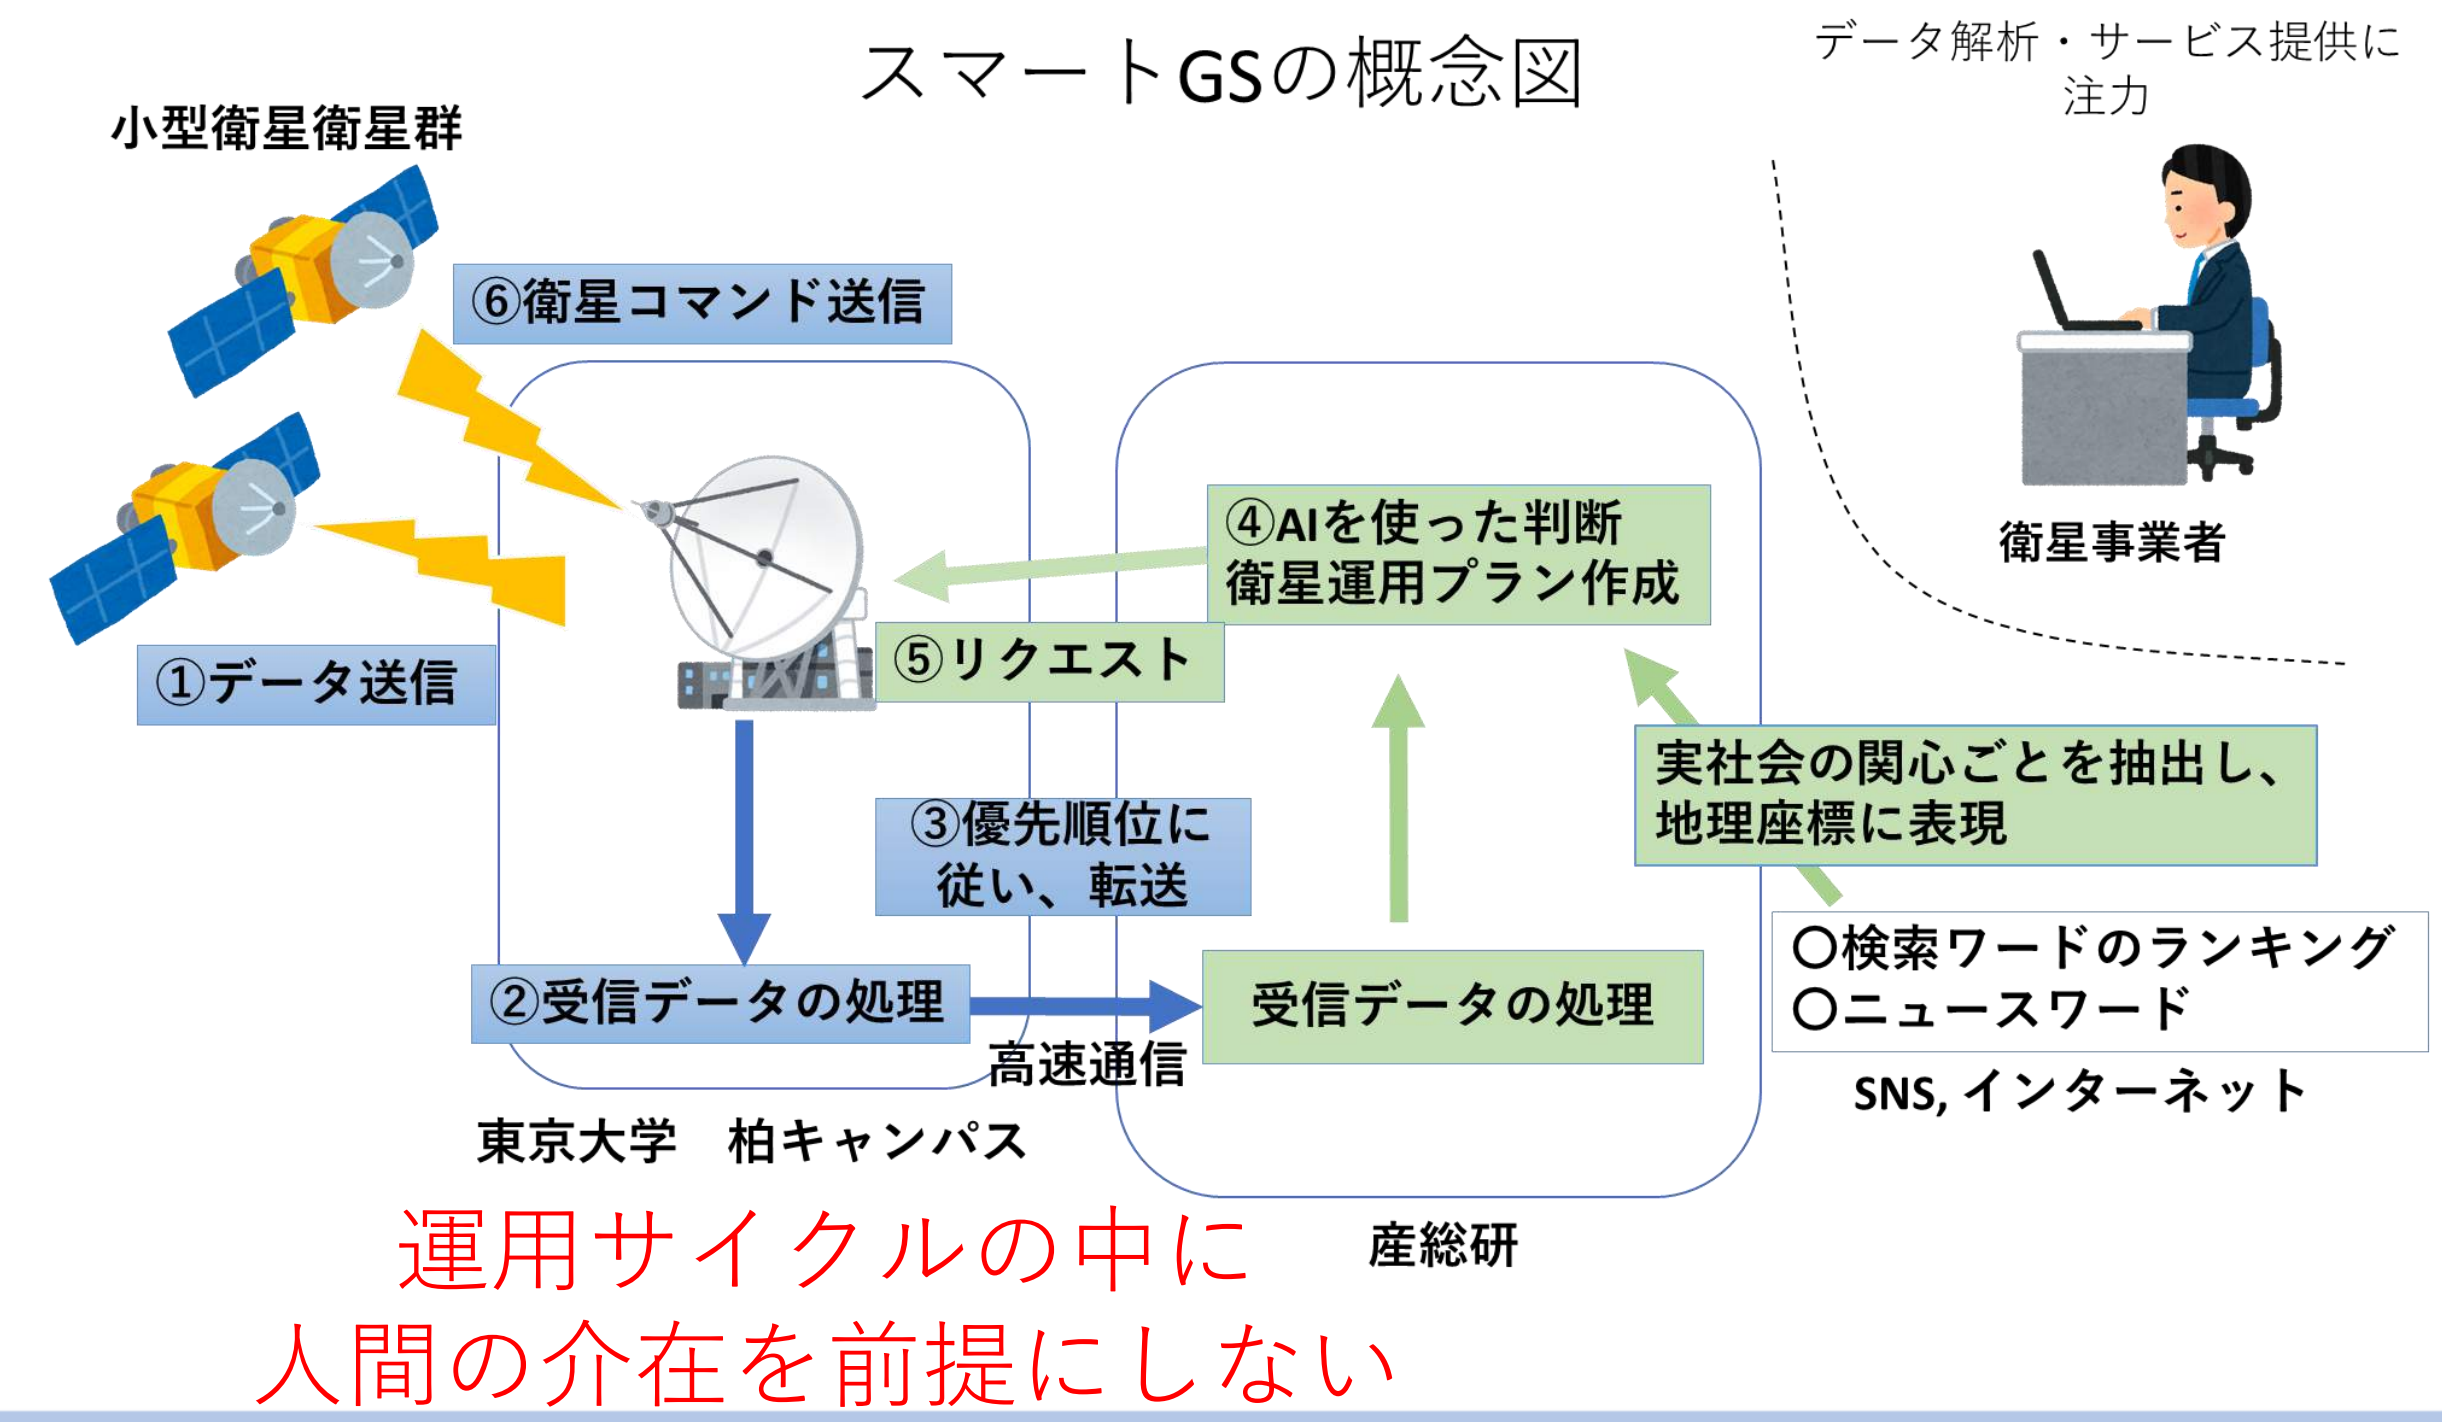 スマートGSの概念図
データ解析・サービス提供に
注力
小型衛星衛星群
⑥衛星コマンド送信
④AIを使った判断
衛星運用プラン作成
衛星事業者
①データ送信
⑤リクエスト
実社会の関心ごとを抽出し、
地理座標に表現
③優先順位に
従い、転送
〇検索ワードのランキング
〇ニュースワード
②受信データの処理
受信データの処理
高速通信
SNS, インターネット
東京大学　柏キャンパス
産総研
運用サイクルの中に
人間の介在を前提にしない